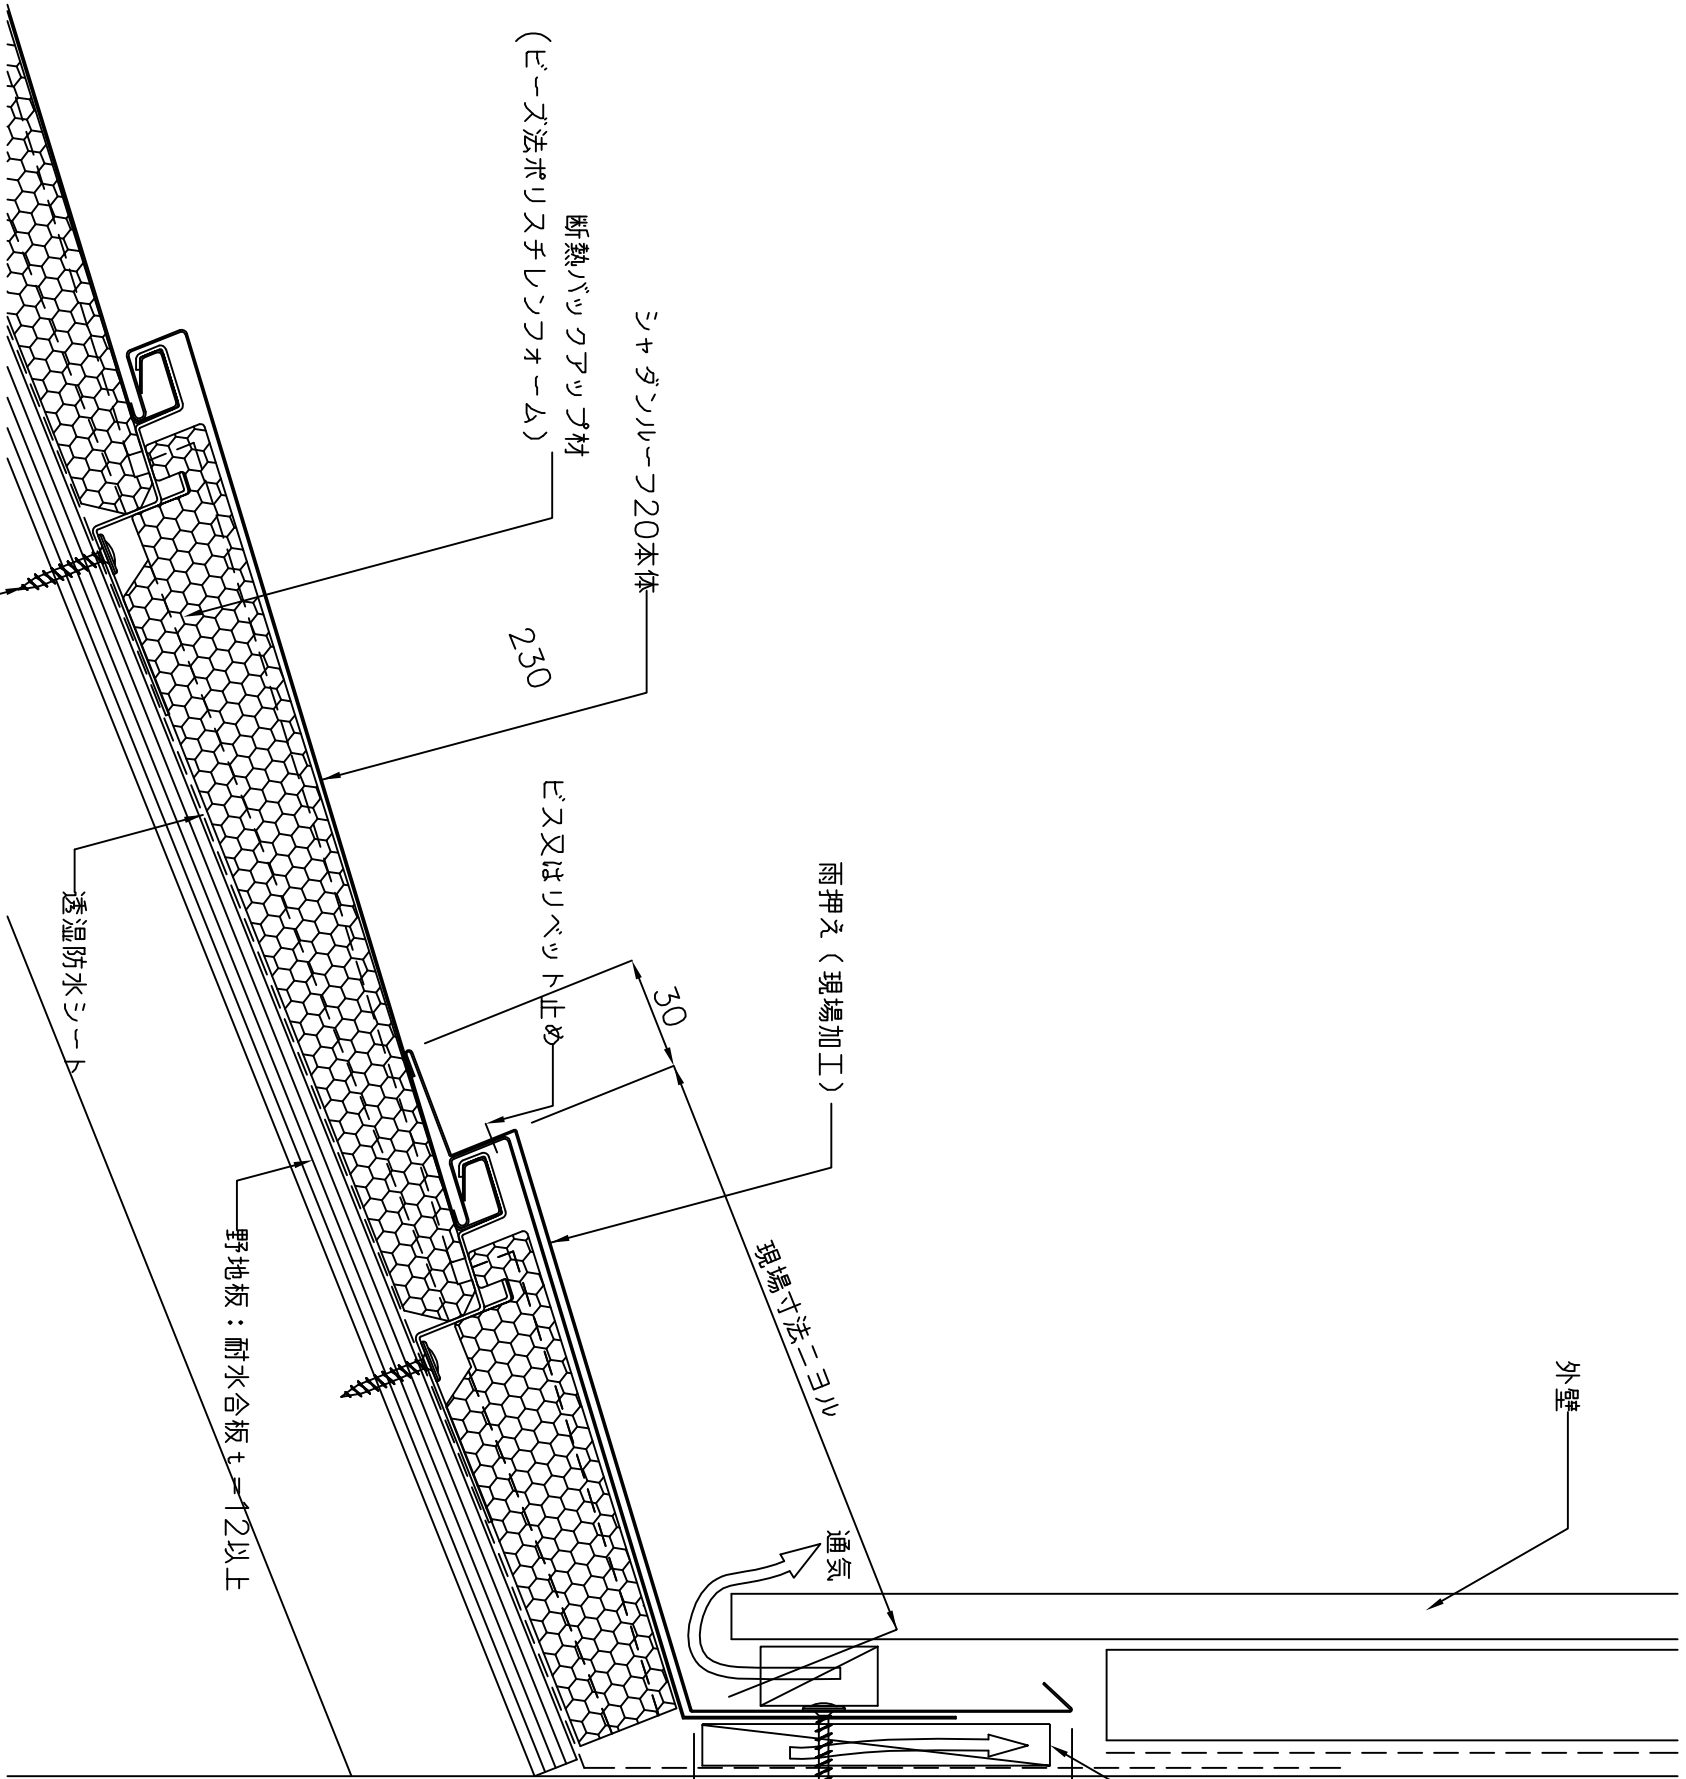 外壁
通気
雨押え（現場加工）
現場寸法ニヨル
30
シャダンルーフ20本体
断熱バックアップ材
（ビーズ法ポリスチレンフォーム）
230
ビス又はリベット止め
野地板：耐水合板ｔ＝12以上
透湿防水シート